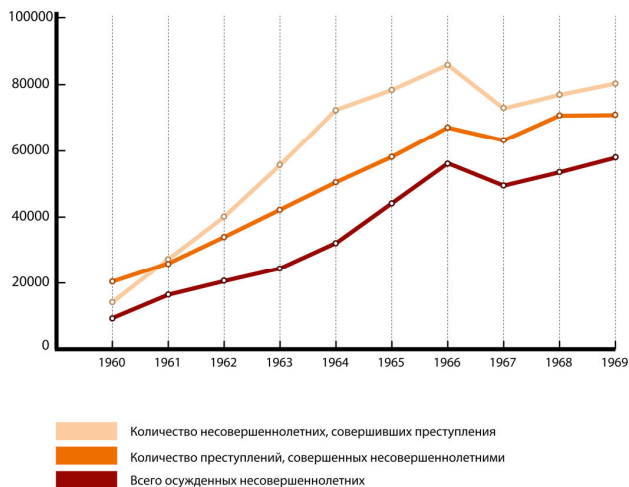 100000
80000
60000
40000
20000
0
1960 1961 1962 1963 1964 1965 1966 1967 1968 1969
Количество несовершеннолетних, совершивших преступления
Количество преступлений, совершенных несовершеннолетними
Всего осужденных несовершеннолетних